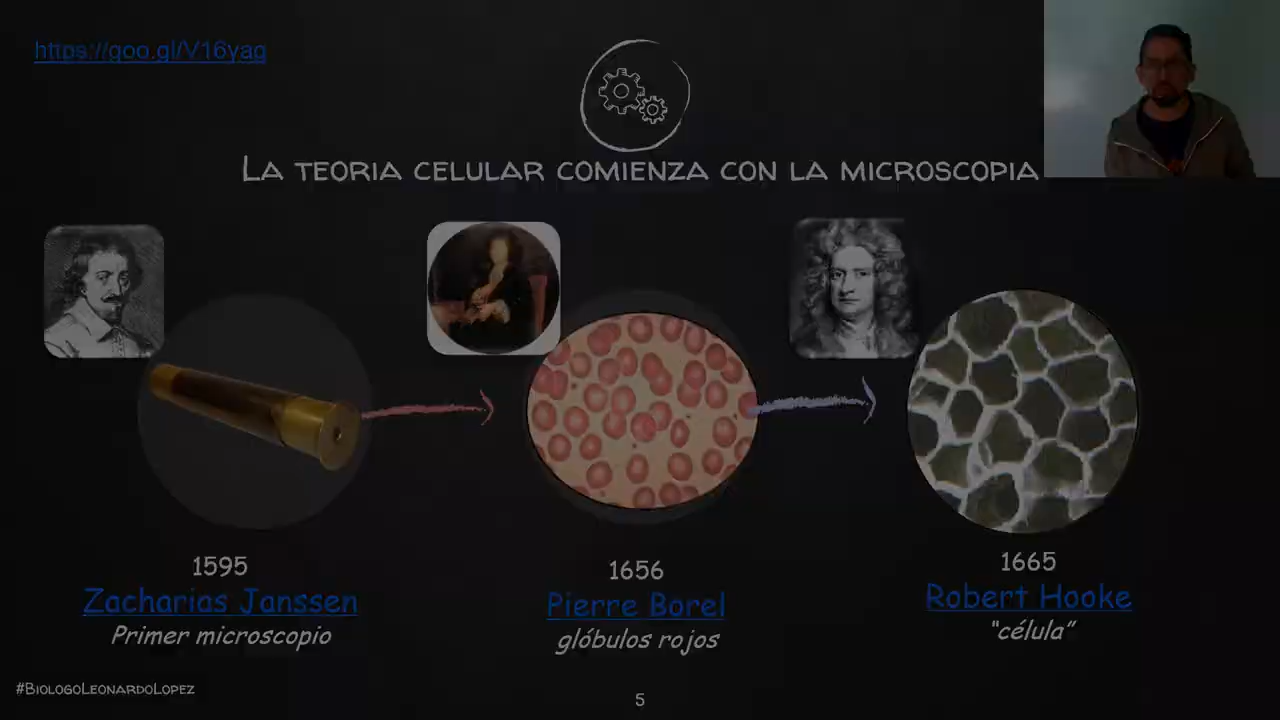 https://goo.gl/V16yag
LA TEORIA CELULAR COMIENZA CON LA MICROSCOPIA
1595
Zacharias Janssen
Primer microscopio
1656
Pierre Borel
glóbulos rojos
1665
Robert Hooke
"célula"
#BIOLOGOLEONARDOLOPEZ
5